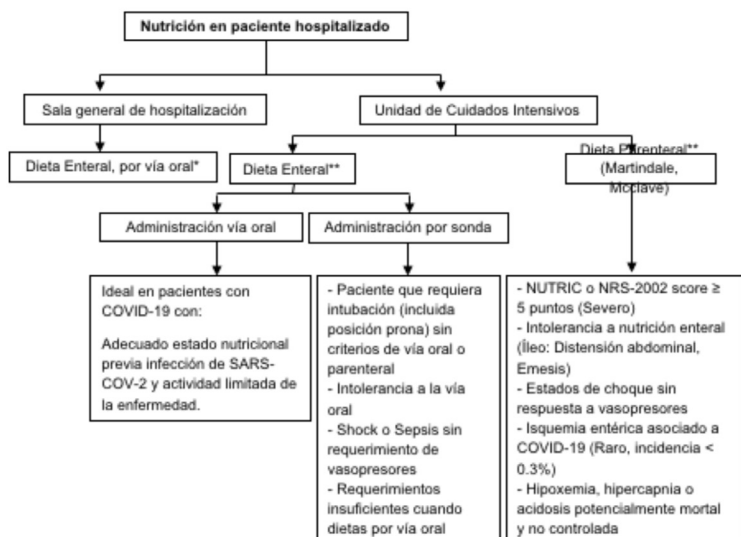 Nutrición en paciente hospitalizado
Sala general de hospitalización
Unidad de Cuidados Intensivos
Dieta Enteral, por vía oral*
Dieta Enteral**
Dieta Parenteral**
(Martindale,
Mcclave)
Administración vía oral
Administración por sonda
Ideal en pacientes con
COVID-19 con:
Adecuado estado nutricional
previa infección de SARS-
COV-2 y actividad limitada de
la enfermedad.
- Paciente que requiera
intubación (incluida
posición prona) sin
criterios de vía oral o
parenteral
- Intolerancia a la vía
oral
- Shock o Sepsis sin
requerimiento de
vasopresores
- Requerimientos
insuficientes cuando
dietas por vía oral
- NUTRIC o NRS-2002 score ≥
5 puntos (Severo)
- Intolerancia a nutrición enteral
(Íleo: Distensión abdominal,
Emesis)
- Estados de choque sin
respuesta a vasopresores
- Isquemia entérica asociado a
COVID-19 (Raro, incidencia <
0.3%)
- Hipoxemia, hipercapnia o
acidosis potencialmente mortal
y no controlada